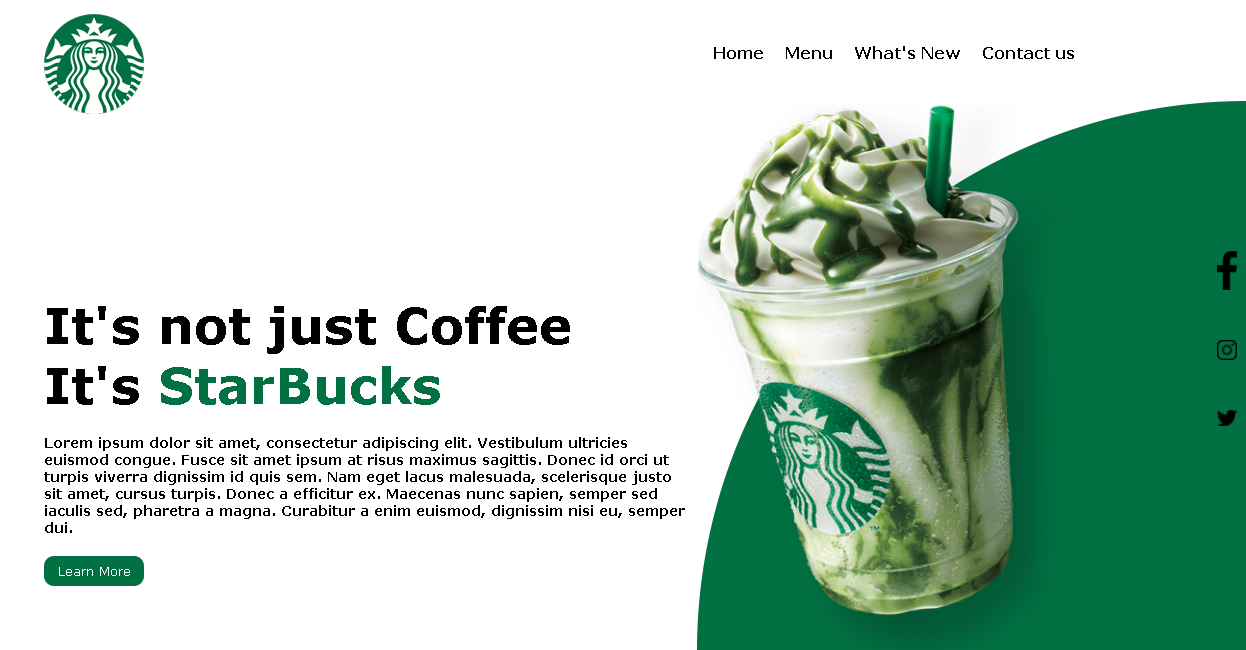 Home Menu What's New Contact us
It's not just Coffee
It's StarBucks
Lorem ipsum dolor sit amet, consectetur adipiscing elit. Vestibulum ultricies
euismod congue. Fusce sit amet ipsum at risus maximus sagittis. Donec id orci ut
turpis viverra dignissim id quis sem. Nam eget lacus malesuada, scelerisque justo
sit amet, cursus turpis. Donec a efficitur ex. Maecenas nunc sapien, semper sed
iaculis sed, pharetra a magna. Curabitur a enim euismod, dignissim nisi eu, semper
dui.
Learn More
TM